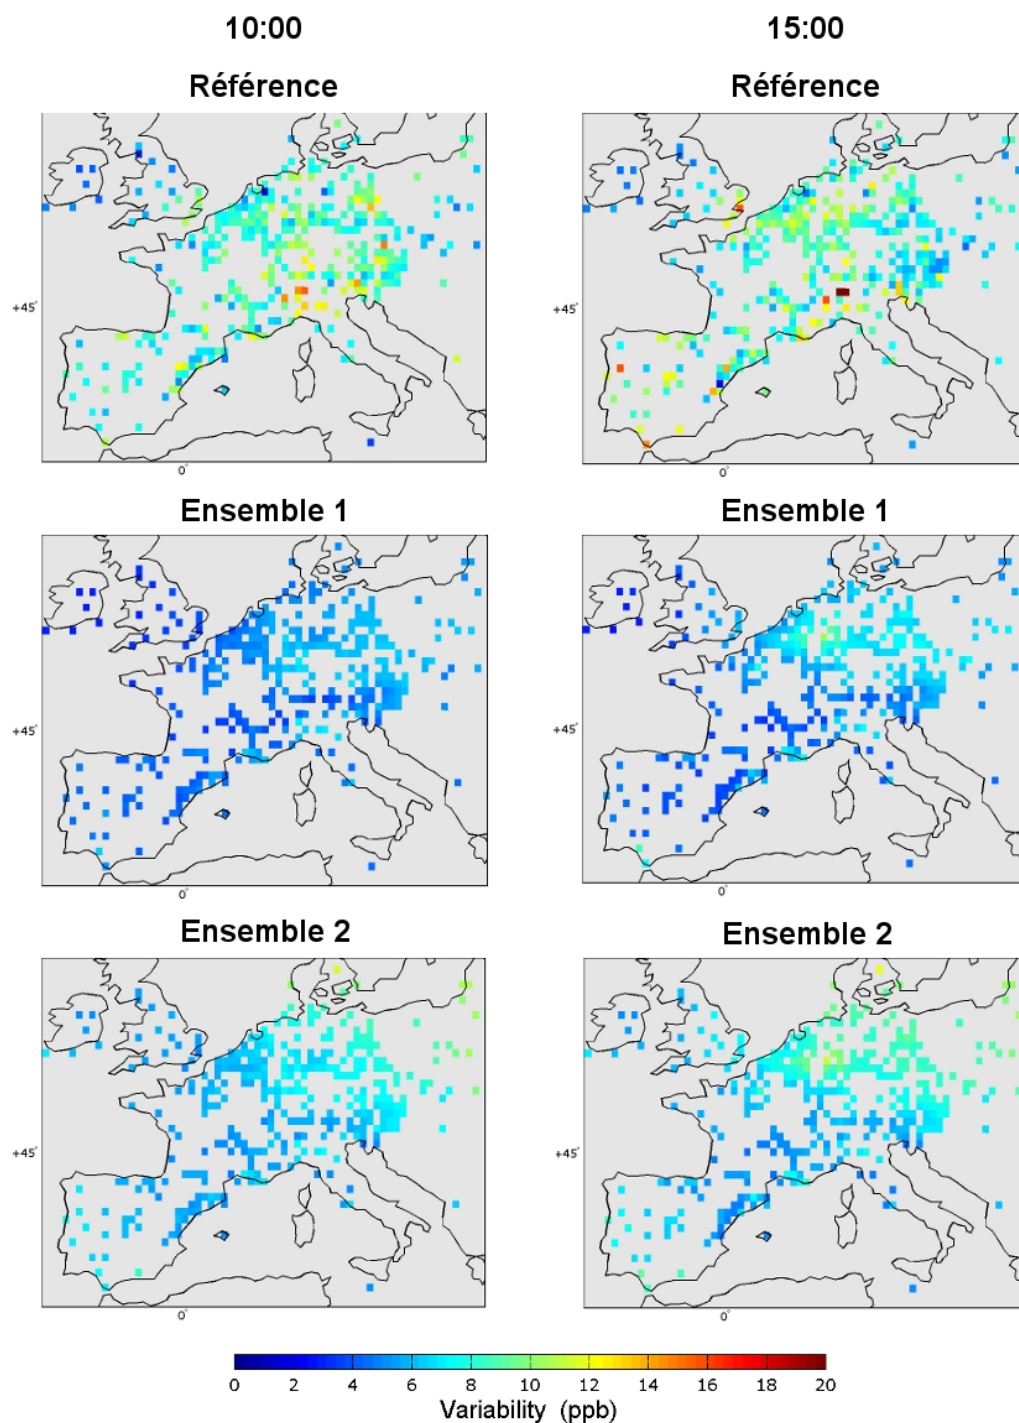 10:00 15:00
Référence Référence
+45° +45°
0° 0°
Ensemble 1 Ensemble 1
+45° +45°
0° 0°
Ensemble 2 Ensemble 2
+45° +45°
0° 0°
0 2 4 6 8 10 12 14 16 18 20
Variability (ppb)